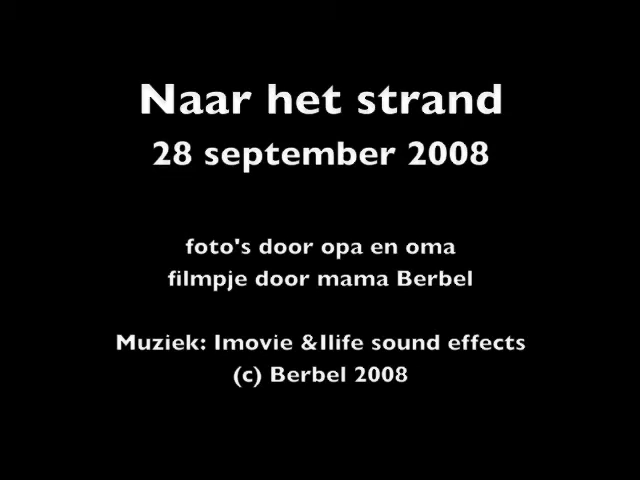 Naar het strand
28 september 2008
foto's door opa en oma
filmpje door mama Berbel
Muziek: Imovie &Ilife sound effects
(c) Berbel 2008